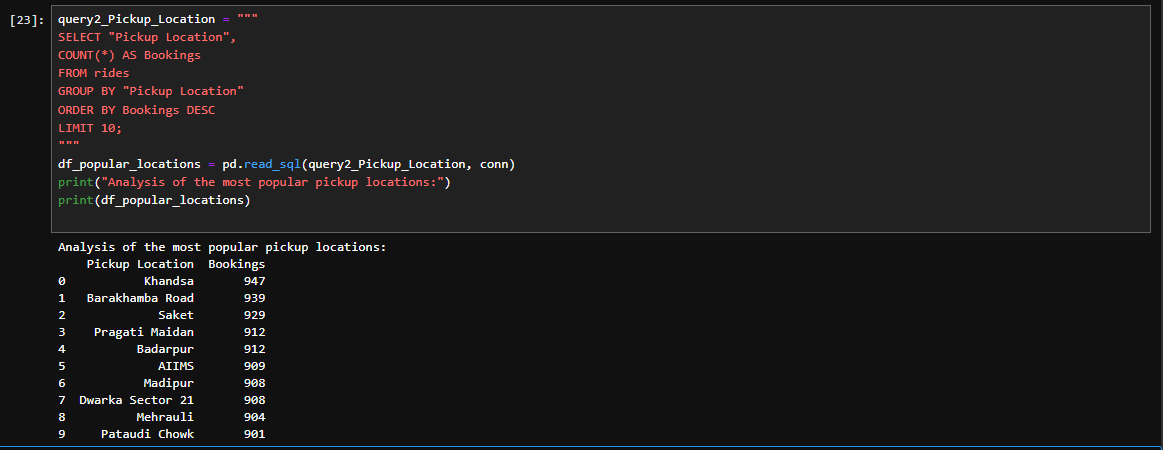 [23]: query2_Pickup_Location = """
SELECT "Pickup Location",
COUNT(*) AS Bookings
FROM rides
GROUP BY "Pickup Location"
ORDER BY Bookings DESC
LIMIT 10;
"""
df_popular_locations = pd.read_sql(query2_Pickup_Location, conn)
print("Analysis of the most popular pickup locations:")
print(df_popular_locations)
Analysis of the most popular pickup locations:
Pickup Location Bookings
0 Khandsa 947
1 Barakhamba Road 939
2 Saket 929
3 Pragati Maidan 912
4 Badarpur 912
5 AIIMS 909
6 Madipur 908
7 Dwarka Sector 21 908
8 Mehrauli 904
9 Pataudi Chowk 901